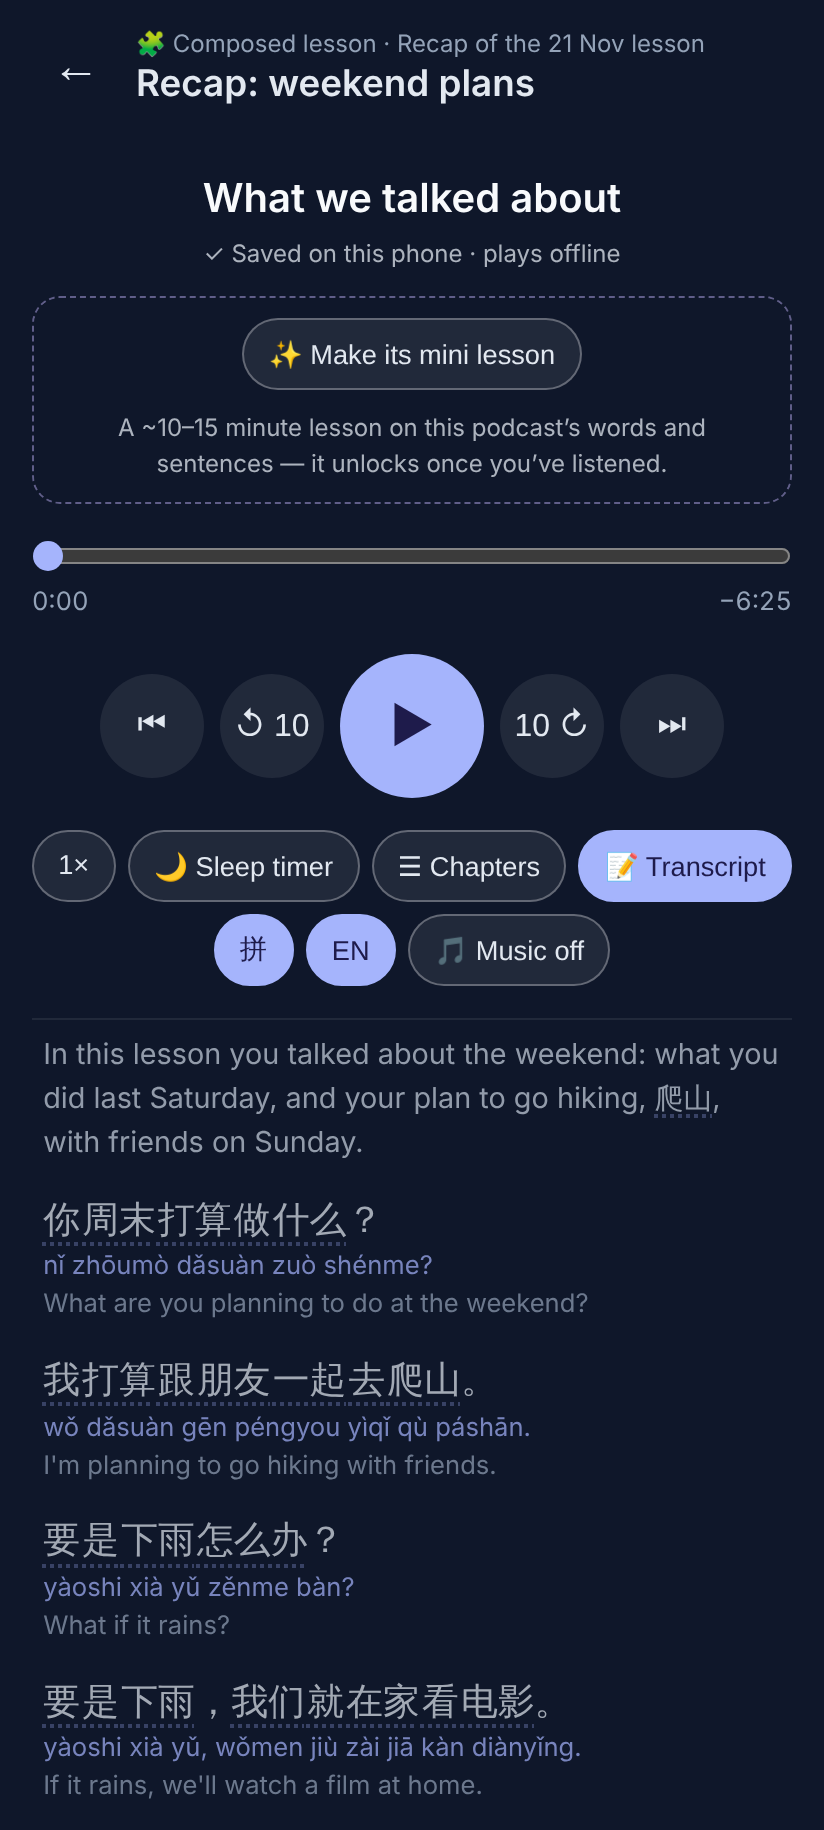 🧩 Composed lesson · Recap of the 21 Nov lesson
← Recap: weekend plans
What we talked about
✓ Saved on this phone · plays offline
✨ Make its mini lesson
A ~10–15 minute lesson on this podcast’s words and
sentences — it unlocks once you’ve listened.
0:00 −6:25
⏮ ↺ 10 ▶ 10 ↻ ⏭
1× 🌙 Sleep timer ☰ Chapters 📝 Transcript
拼 EN 🎵 Music off
In this lesson you talked about the weekend: what you
did last Saturday, and your plan to go hiking, 爬山,
with friends on Sunday.
你周末打算做什么？
nǐ zhōumò dǎsuàn zuò shénme?
What are you planning to do at the weekend?
我打算跟朋友一起去爬山。
wǒ dǎsuàn gēn péngyou yìqǐ qù páshān.
I'm planning to go hiking with friends.
要是下雨怎么办？
yàoshi xià yǔ zěnme bàn?
What if it rains?
要是下雨，我们就在家看电影。
yàoshi xià yǔ, wǒmen jiù zài jiā kàn diànyǐng.
If it rains, we'll watch a film at home.